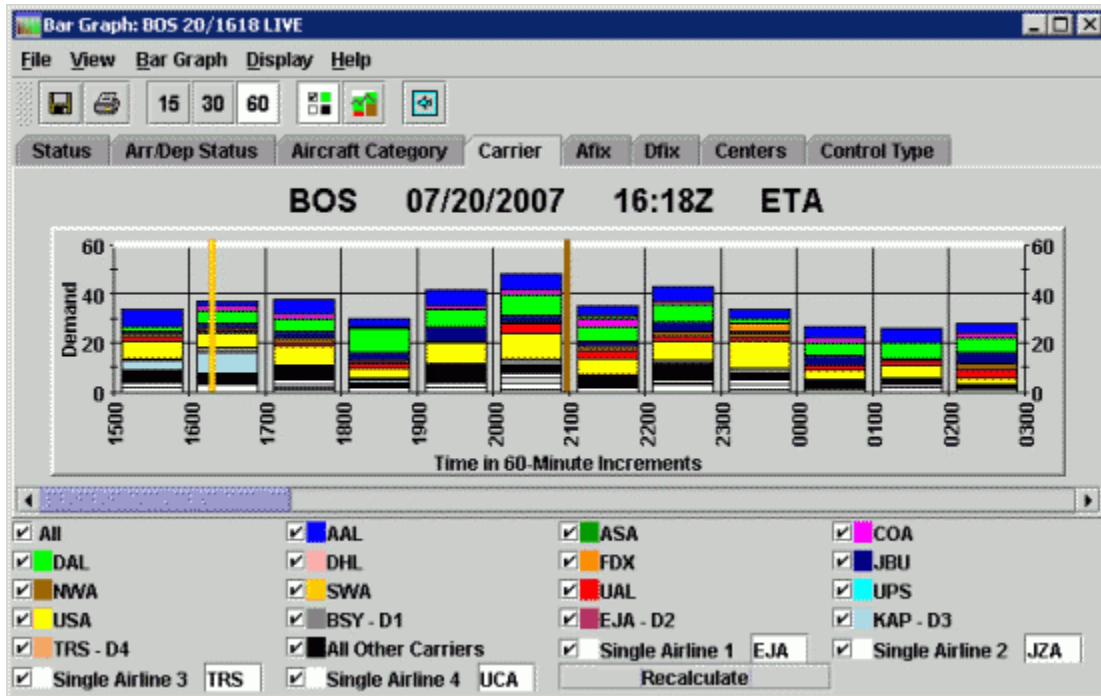 Bar Graph: BOS 20/1618 LIVE
File View Bar Graph Display Help
15 30 60
Status Arr/Dep Status Aircraft Category Carrier Afix Dfix Centers Control Type
BOS 07/20/2007 16:18Z ETA
60 60
40 40
20 20
0 0
Demand
1500 1600 1700 1800 1900 2000 2100 2200 2300 0000 0100 0200 0300
Time in 60-Minute Increments
All AAL ASA COA
DAL DHL FDX JBU
NWA SWA UAL UPS
USA BSY - D1 EJA - D2 KAP - D3
TRS - D4 All Other Carriers Single Airline 1 EJA Single Airline 2 JZA
Single Airline 3 TRS Single Airline 4 UCA Recalculate